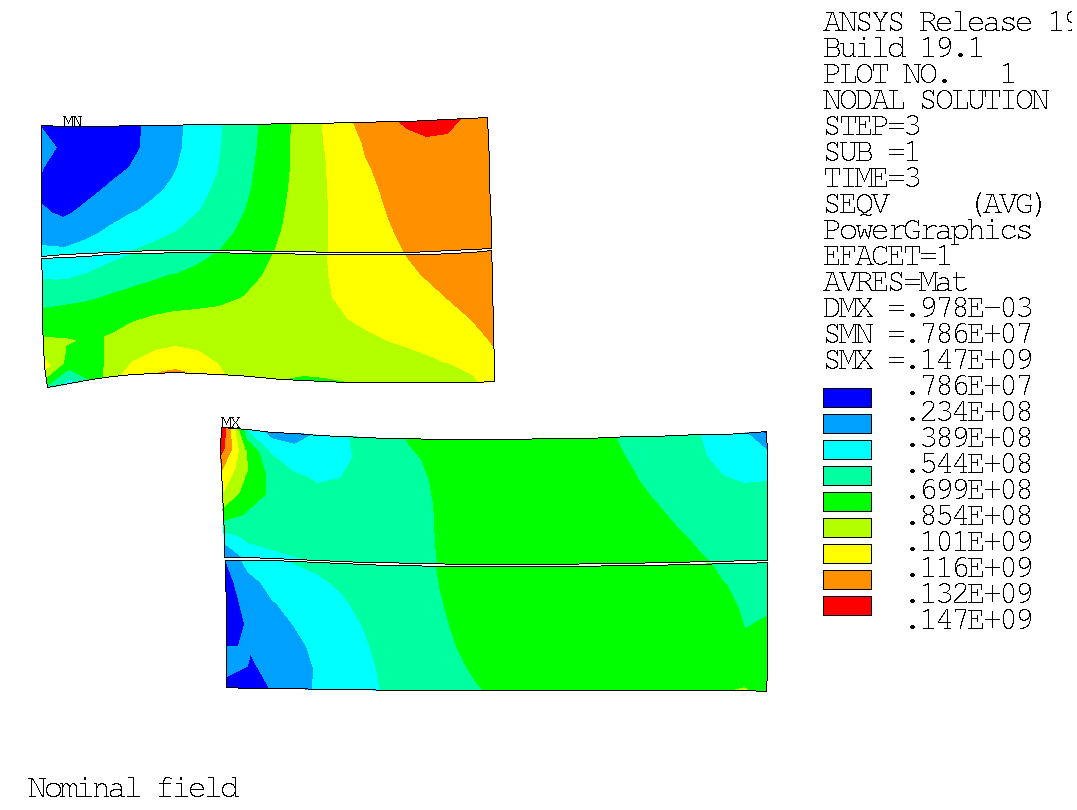 ANSYS Release 19
Build 19.1
PLOT NO. 1
NODAL SOLUTION
STEP=3
SUB =1
TIME=3
SEQV (AVG)
PowerGraphics
EFACET=1
AVRES=Mat
DMX =.978E-03
SMN =.786E+07
SMX =.147E+09
.786E+07
.234E+08
.389E+08
.544E+08
.699E+08
.854E+08
.101E+09
.116E+09
.132E+09
.147E+09
MN
MX
Nominal field